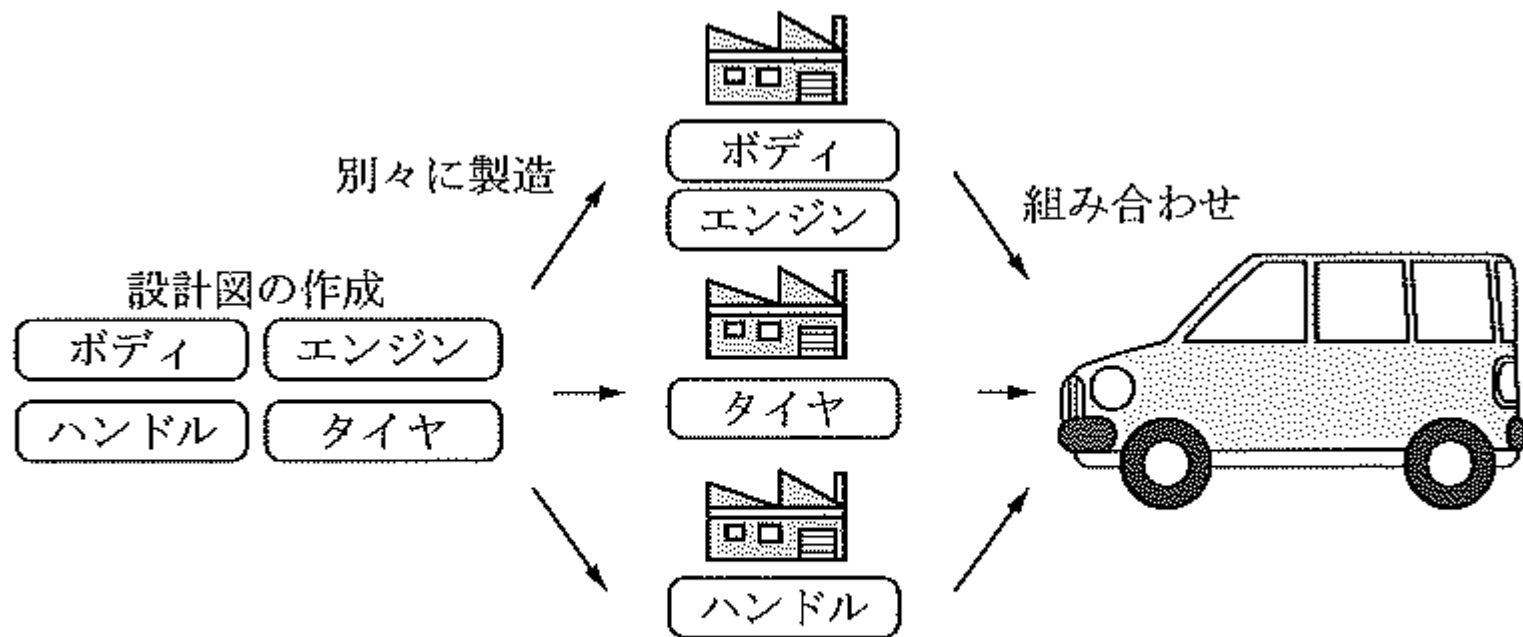 設計図の作成
ボディ エンジン
ハンドル タイヤ
別々に製造
ボディ
エンジン
タイヤ
ハンドル
組み合わせ